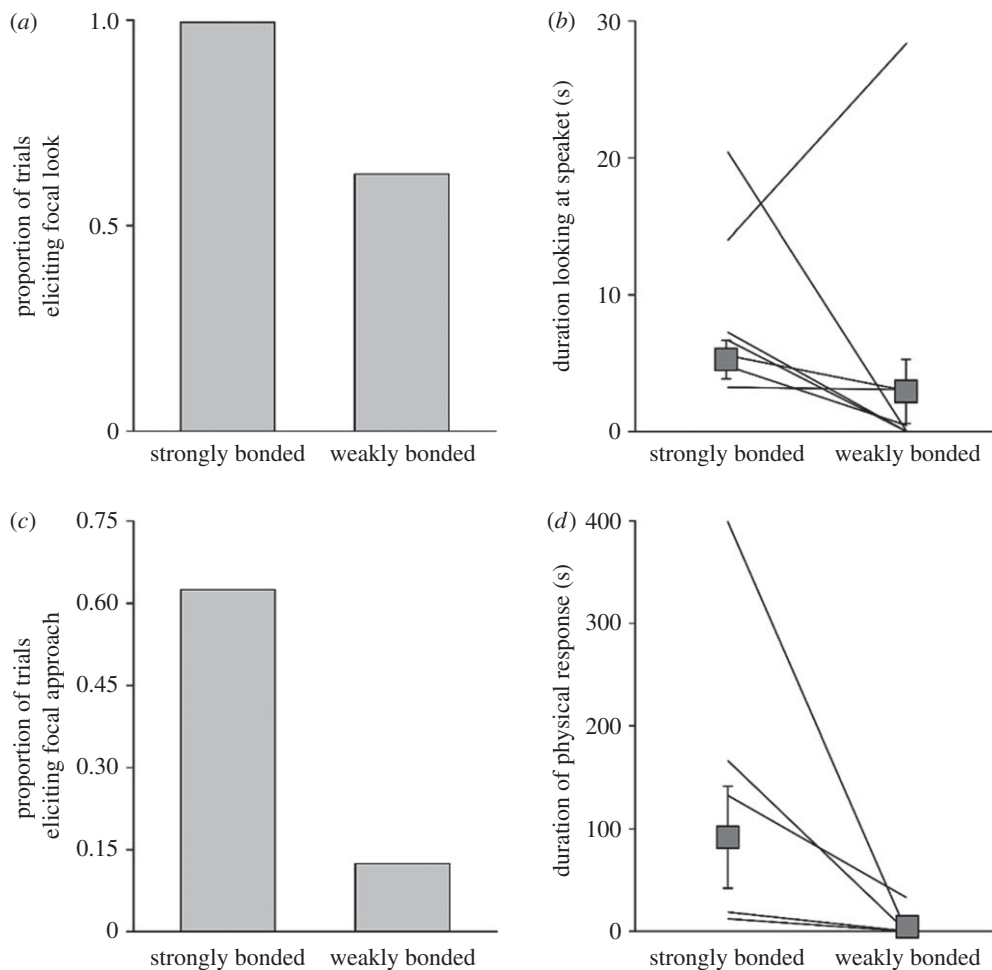 (a)
1.0
0.5
0
proportion of trials
eliciting focal look
strongly bonded weakly bonded
(b)
30
20
10
0
duration looking at speaket (s)
strongly bonded weakly bonded
(c)
0.75
0.60
0.45
0.30
0.15
0
proportion of trials
eliciting focal approach
strongly bonded weakly bonded
(d)
400
300
200
100
0
duration of physical response (s)
strongly bonded weakly bonded